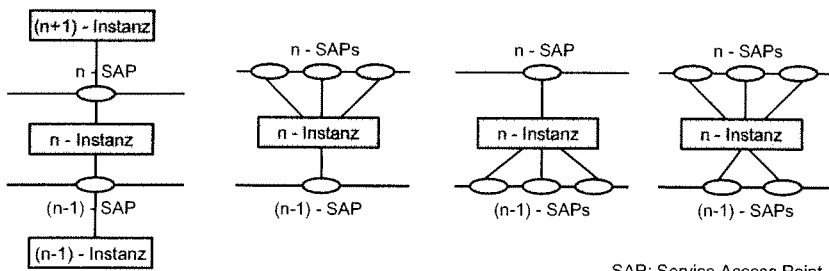 (n+1) - Instanz
n - SAP
n - Instanz
(n-1) - SAP
(n-1) - Instanz
n - SAPs
n - Instanz
(n-1) - SAP
n - SAP
n - Instanz
(n-1) - SAPs
n - SAPs
n - Instanz
(n-1) - SAPs
SAP: Service Access Point